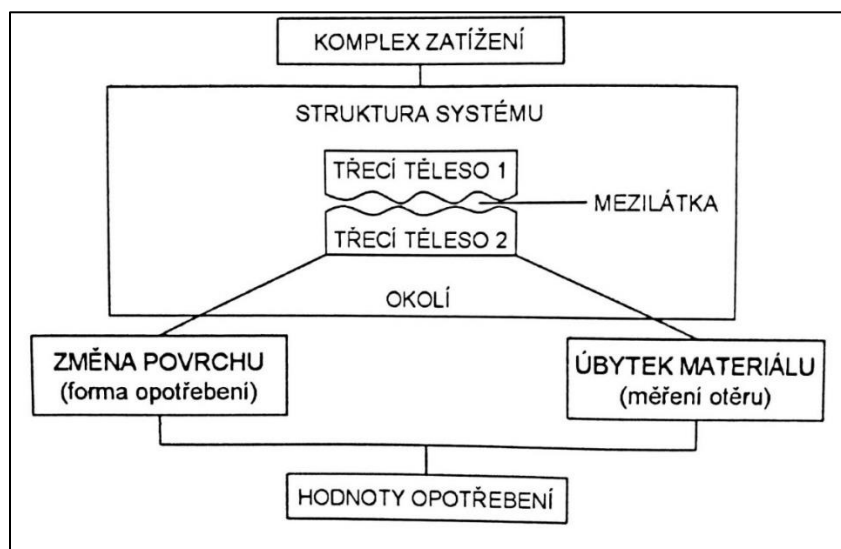 KOMPLEX ZATÍŽENÍ
STRUKTURA SYSTÉMU
TŘECÍ TĚLESO 1
MEZILÁTKA
TŘECÍ TĚLESO 2
OKOLÍ
ZMĚNA POVRCHU
(forma opotřebení)
ÚBYTEK MATERIÁLU
(měření otěru)
HODNOTY OPOTŘEBENÍ